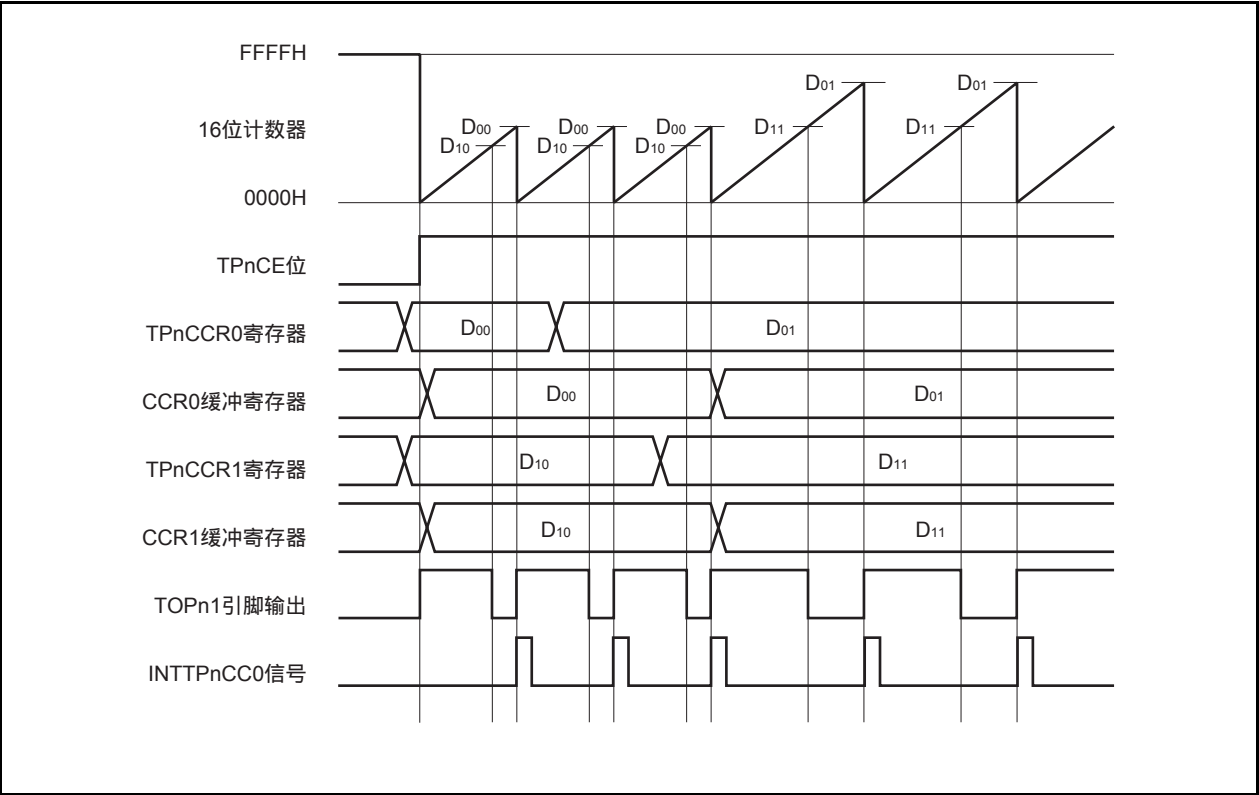 FFFFH
D01 D01
16位计数器 D00 D00 D00 D11 D11
D10 D10 D10
0000H
TPnCE位
TPnCCR0寄存器 D00 D01
CCR0缓冲寄存器 D00 D01
TPnCCR1寄存器 D10 D11
CCR1缓冲寄存器 D10 D11
TOPn1引脚输出
INTTPnCC0信号